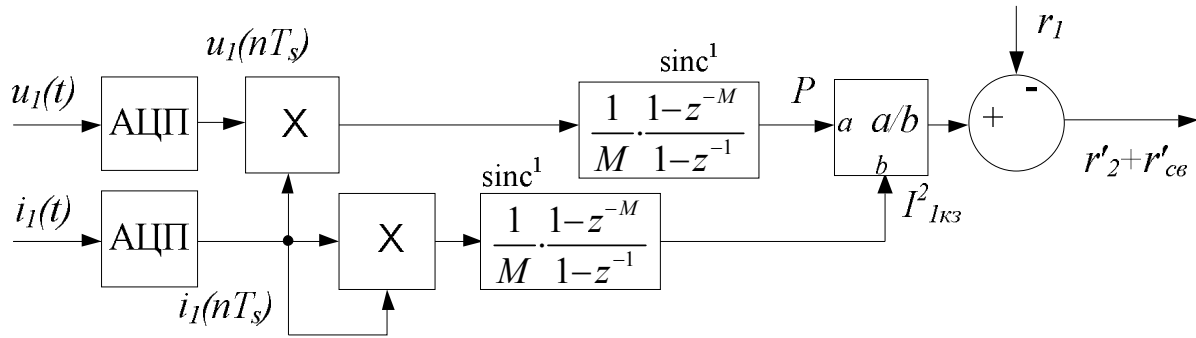 u₁(t)
АЦП
u₁(nTₛ)
X
sinc¹
1/M · (1−z⁻ᴹ)/(1−z⁻¹)
P
a a/b
b
r₁
-
+
r'₂+r'св
i₁(t)
АЦП
i₁(nTₛ)
X
sinc¹
1/M · (1−z⁻ᴹ)/(1−z⁻¹)
I²₁кз